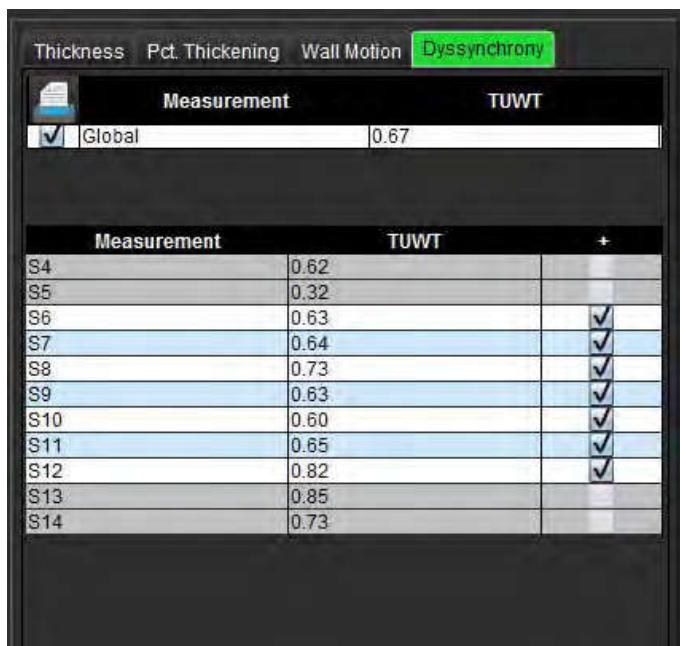 Thickness Pct. Thickening Wall Motion Dyssynchrony
Measurement TUWT
Global 0.67
Measurement TUWT +
S4 0.62
S5 0.32
S6 0.63
S7 0.64
S8 0.73
S9 0.63
S10 0.60
S11 0.65
S12 0.82
S13 0.85
S14 0.73